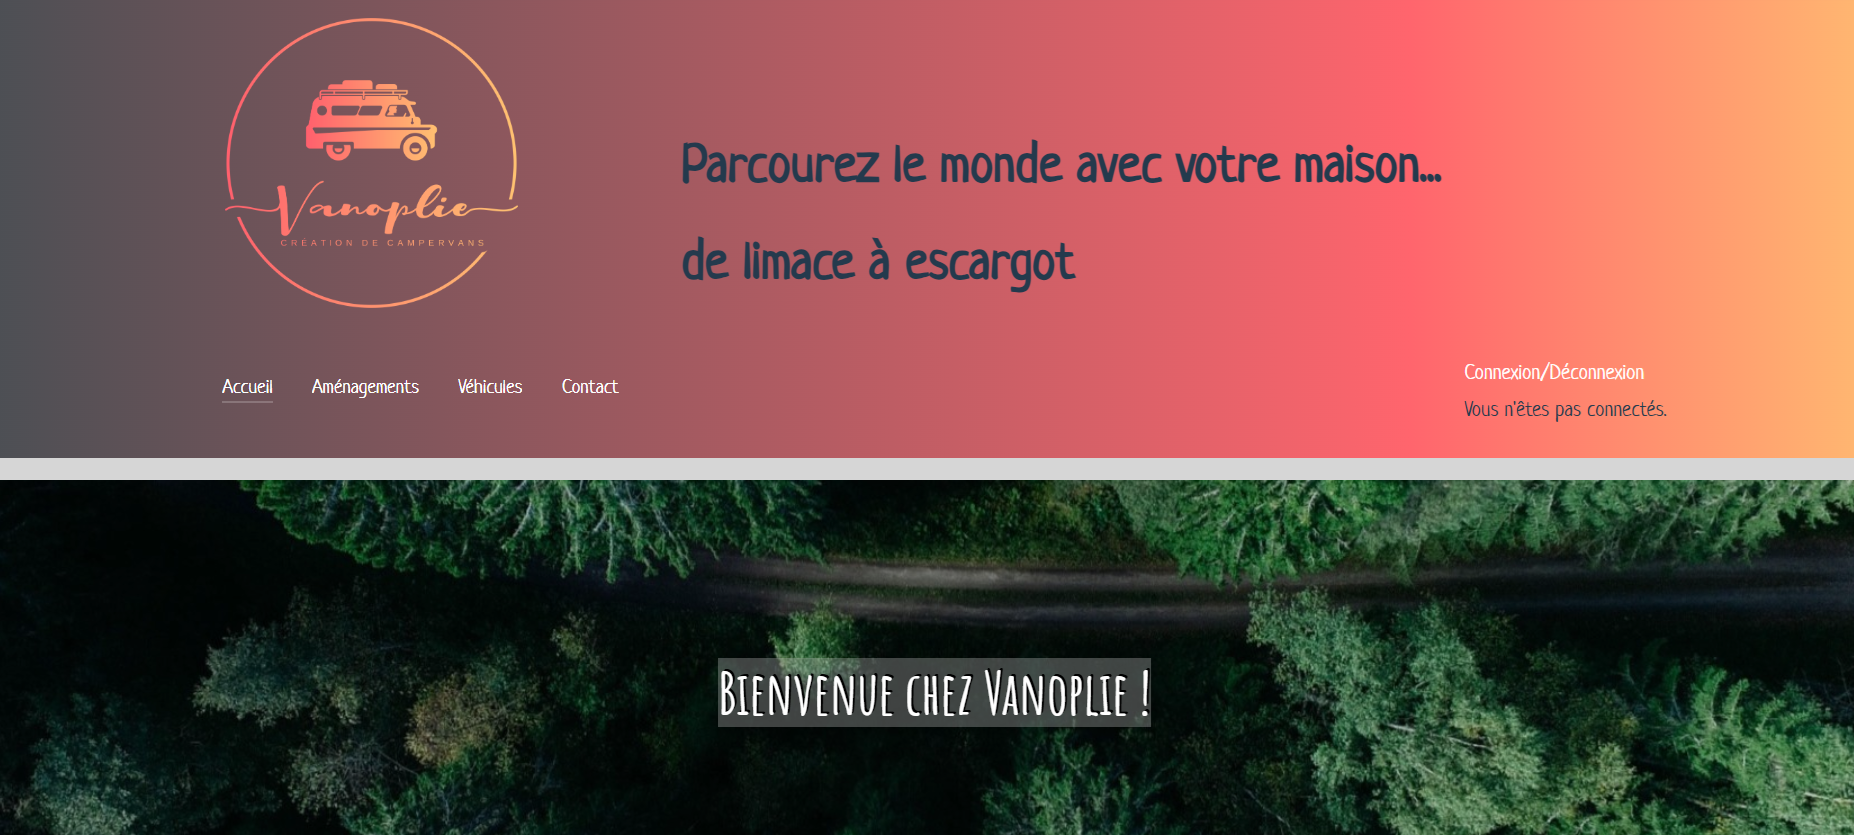 Vanoplie
CRÉATION DE CAMPERVANS
Parcourez le monde avec votre maison...
de limace à escargot
Accueil Aménagements Véhicules Contact
Connexion/Déconnexion
Vous n'êtes pas connectés.
Bienvenue chez Vanoplie !